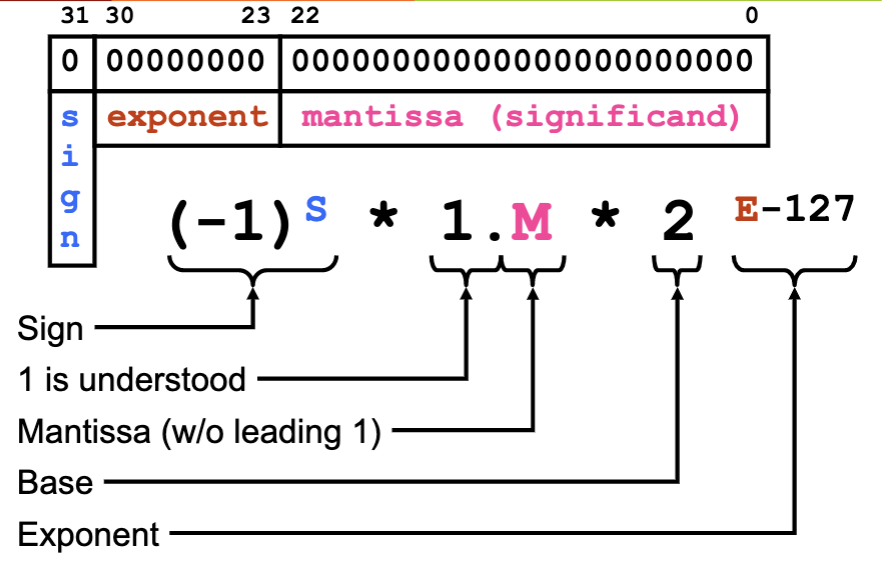 31 30 23 22 0
0 00000000 00000000000000000000000
sign exponent mantissa (significand)
(-1)S * 1.M * 2 E-127
Sign
1 is understood
Mantissa (w/o leading 1)
Base
Exponent